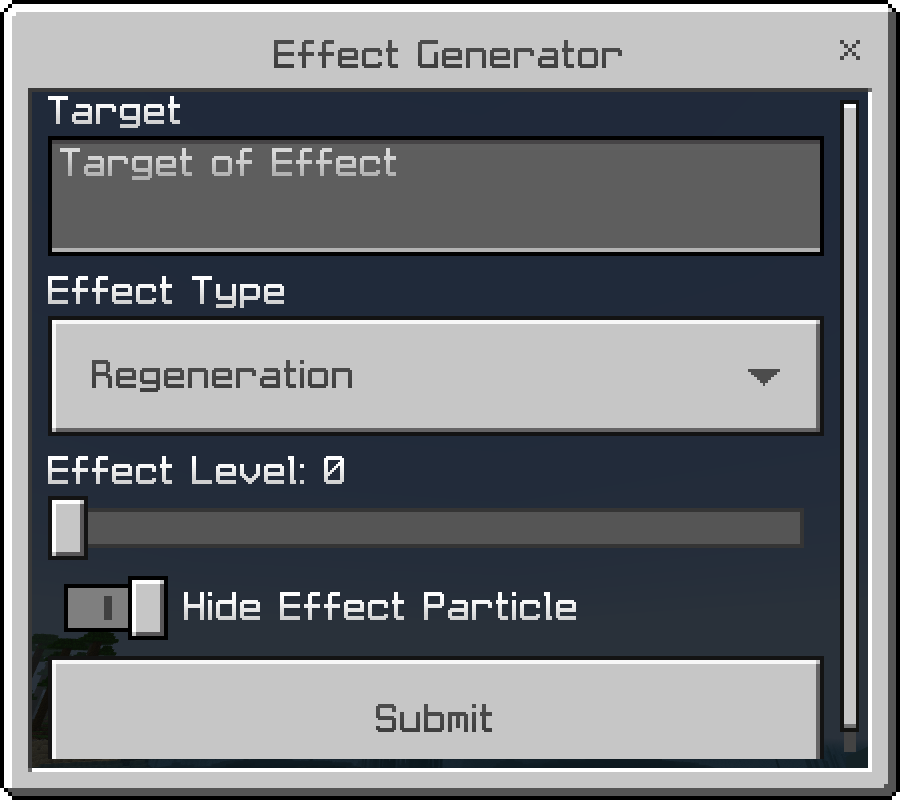 Effect Generator
Target
Target of Effect
Effect Type
Regeneration
Effect Level: 0
Hide Effect Particle
Submit